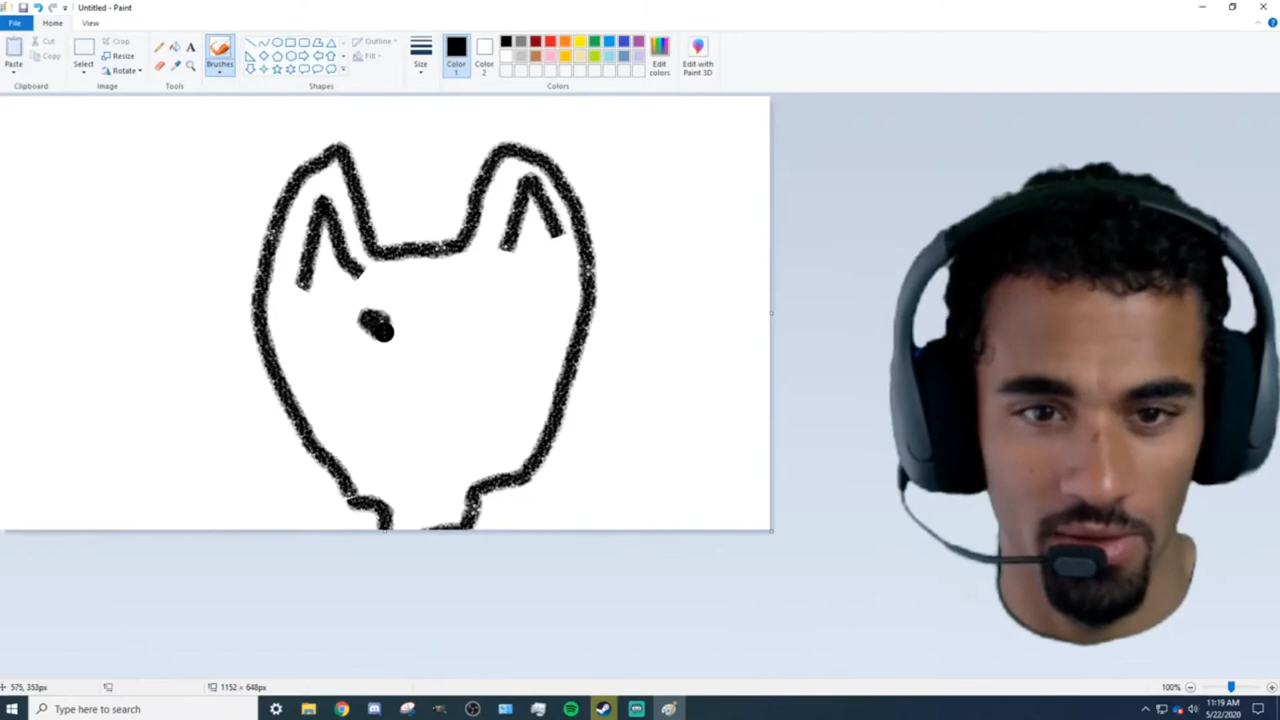 Untitled - Paint
File Home View
Paste
Cut
Copy
Clipboard
Select
Crop
Resize
Rotate
Image
Tools
Brushes
Shapes
Outline
Fill
Size
Color 1
Color 2
Edit colors
Edit with Paint 3D
Colors
575, 353px
1152 × 648px
100%
Type here to search
11:19 AM
5/22/2020